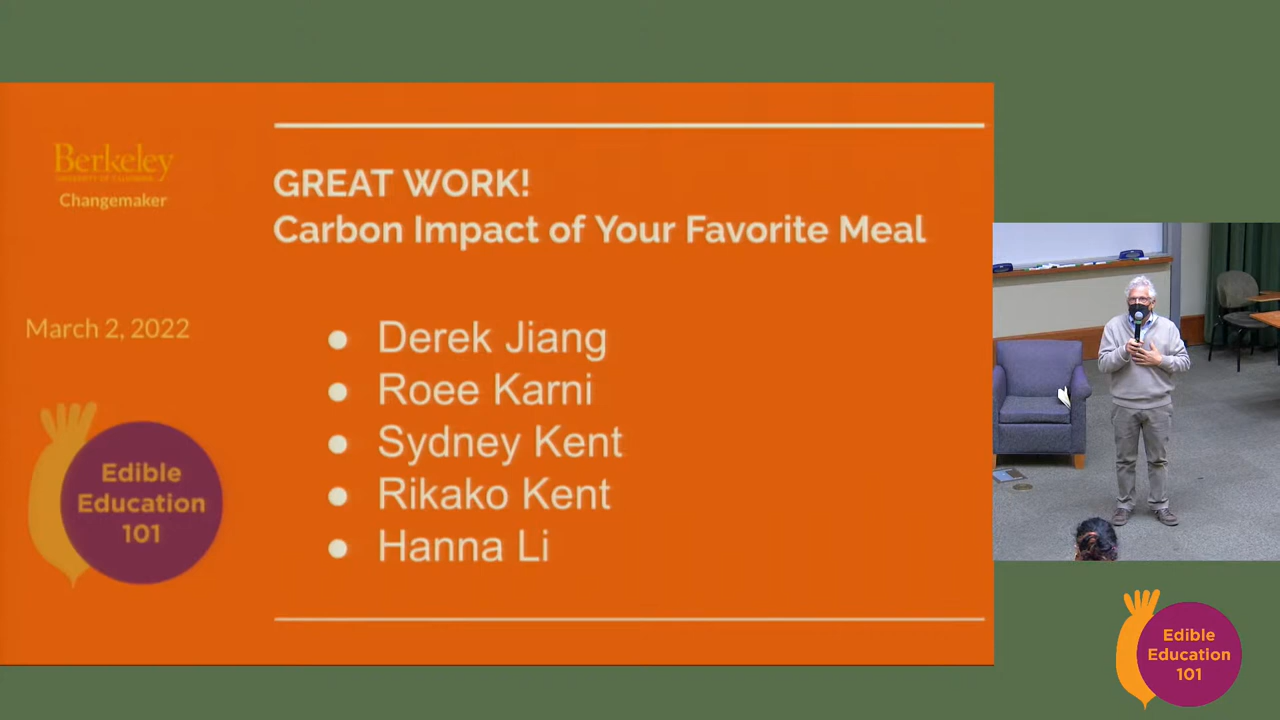 Berkeley
Changemaker
March 2, 2022
Edible
Education
101
GREAT WORK!
Carbon Impact of Your Favorite Meal
● Derek Jiang
● Roee Karni
● Sydney Kent
● Rikako Kent
● Hanna Li
Edible
Education
101